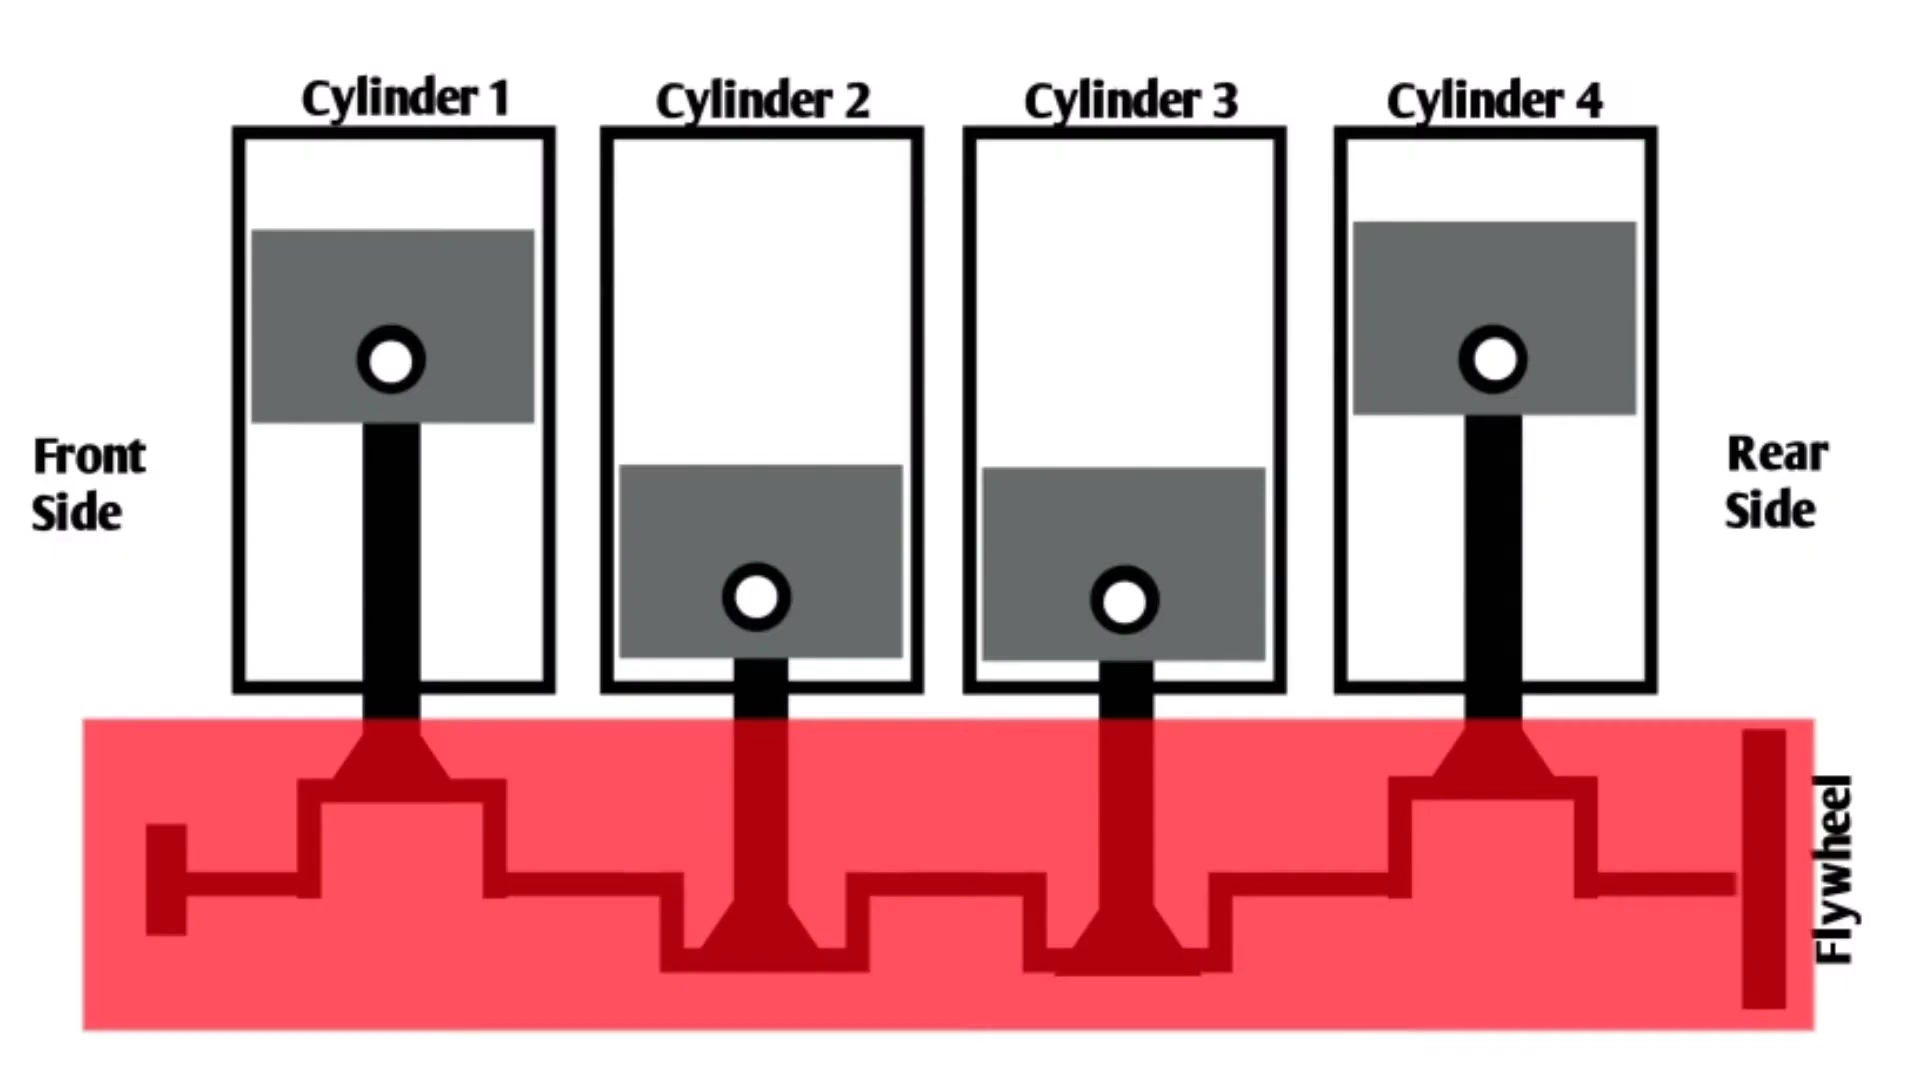 Cylinder 1
Cylinder 2
Cylinder 3
Cylinder 4
Front
Side
Rear
Side
Flywheel